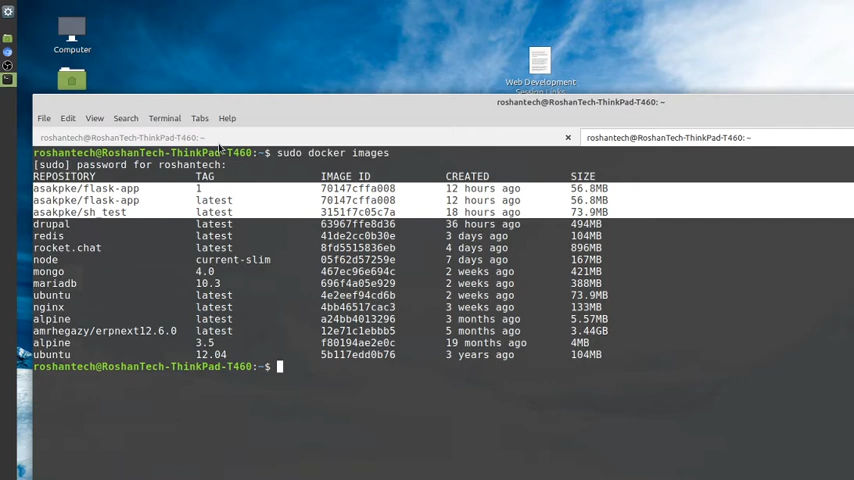 Computer
Web Development
Session Links
roshantech@RoshanTech-ThinkPad-T460: ~
File Edit View Search Terminal Tabs Help
roshantech@RoshanTech-ThinkPad-T460: ~ × roshantech@RoshanTech-ThinkPad-T460: ~
roshantech@RoshanTech-ThinkPad-T460:~$ sudo docker images
[sudo] password for roshantech:
REPOSITORY TAG IMAGE ID CREATED SIZE
asakpke/flask-app 1 70147cffa008 12 hours ago 56.8MB
asakpke/flask-app latest 70147cffa008 12 hours ago 56.8MB
asakpke/sh_test latest 3151f7c05c7a 18 hours ago 73.9MB
drupal latest 63967ffe8d36 36 hours ago 494MB
redis latest 41de2cc0b30e 3 days ago 104MB
rocket.chat latest 8fd5515836eb 4 days ago 896MB
node current-slim 05f62d57259e 7 days ago 167MB
mongo 4.0 467ec96e694c 2 weeks ago 421MB
mariadb 10.3 696f4a05e929 2 weeks ago 388MB
ubuntu latest 4e2eef94cd6b 2 weeks ago 73.9MB
nginx latest 4bb46517cac3 3 weeks ago 133MB
alpine latest a24bb4013296 3 months ago 5.57MB
amrhegazy/erpnext12.6.0 latest 12e71c1ebbb5 5 months ago 3.44GB
alpine 3.5 f80194ae2e0c 19 months ago 4MB
ubuntu 12.04 5b117edd0b76 3 years ago 104MB
roshantech@RoshanTech-ThinkPad-T460:~$